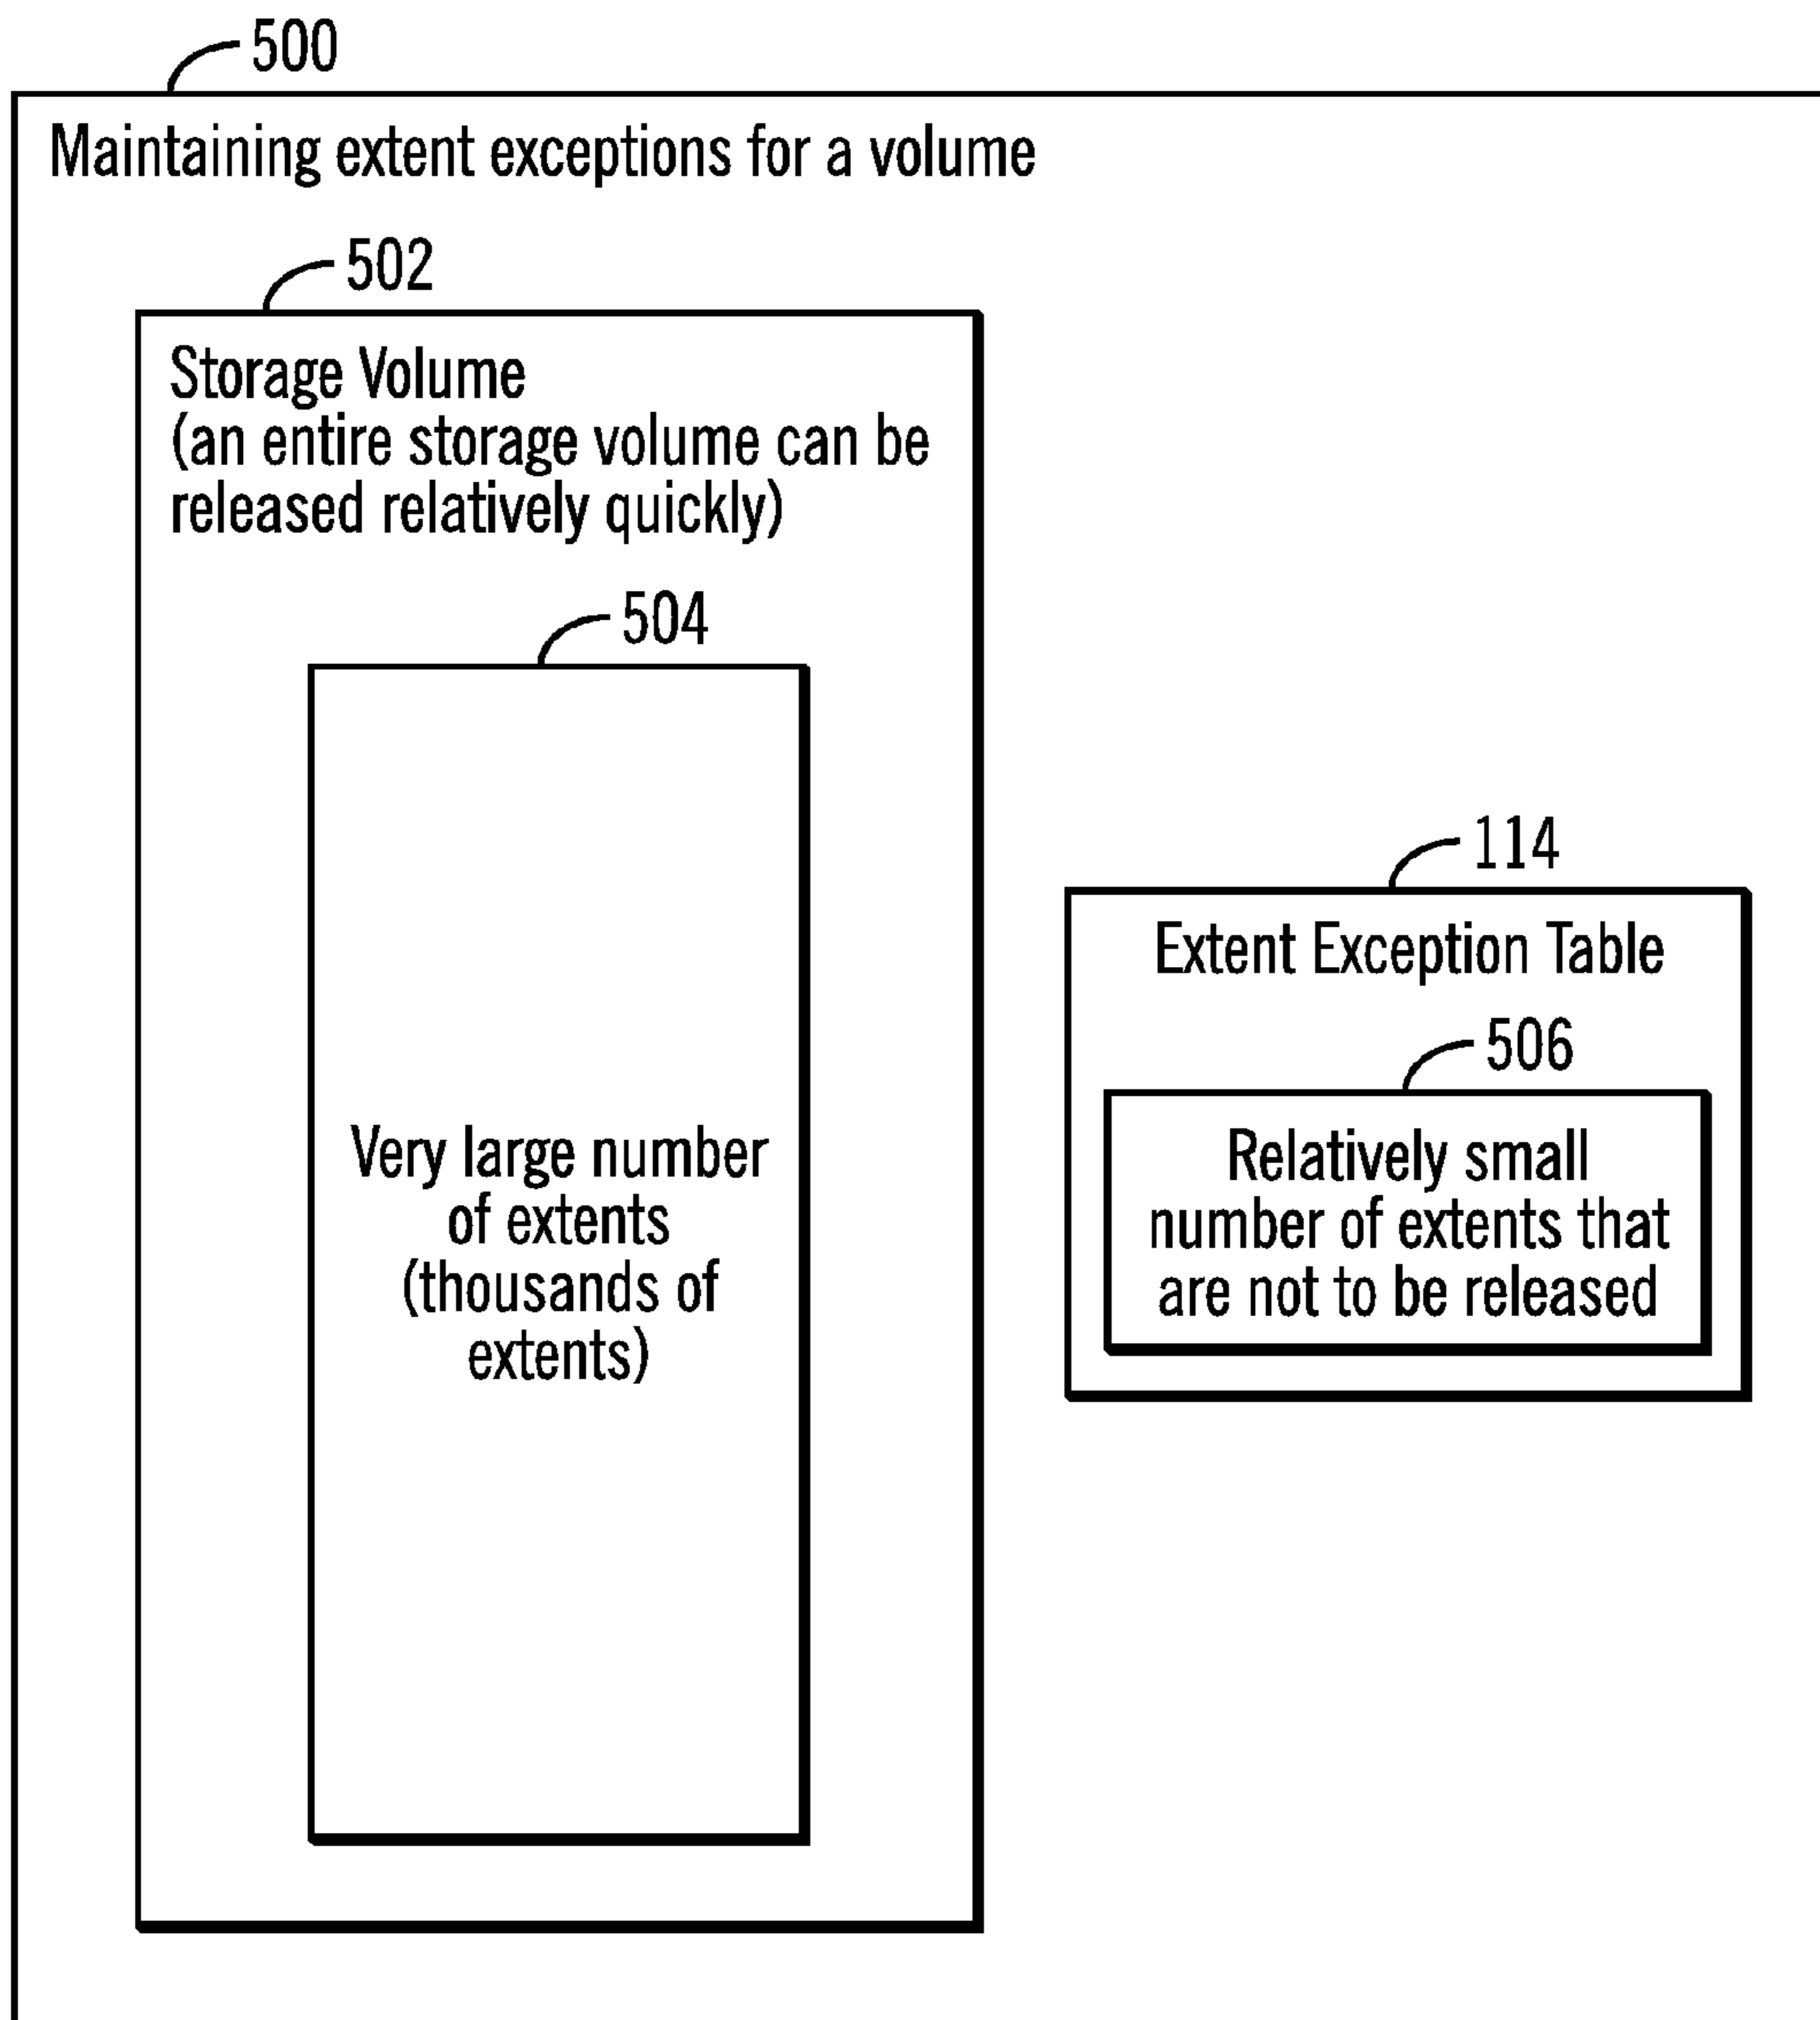 500
Maintaining extent exceptions for a volume
502
Storage Volume
(an entire storage volume can be
released relatively quickly)
504
Very large number
of extents
(thousands of
extents)
114
Extent Exception Table
506
Relatively small
number of extents that
are not to be released